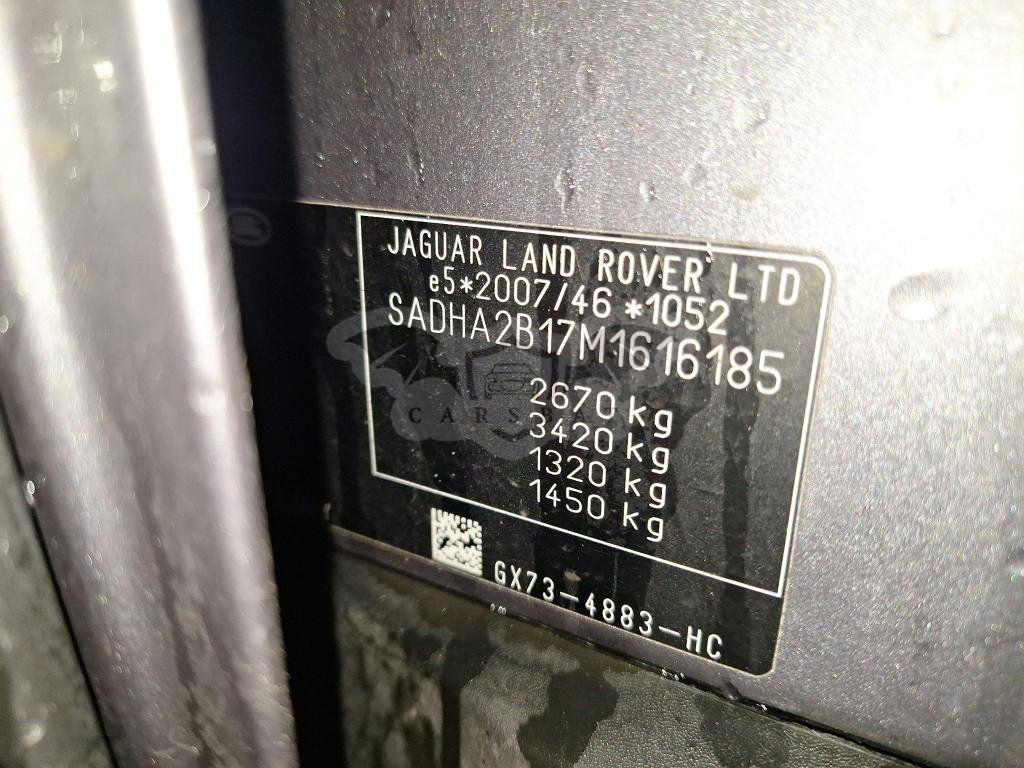 JAGUAR LAND ROVER LTD
e5*2007/46*1052
SADHA2B17M1616185
2670 kg
3420 kg
1320 kg
1450 kg
GX73-4883-HC